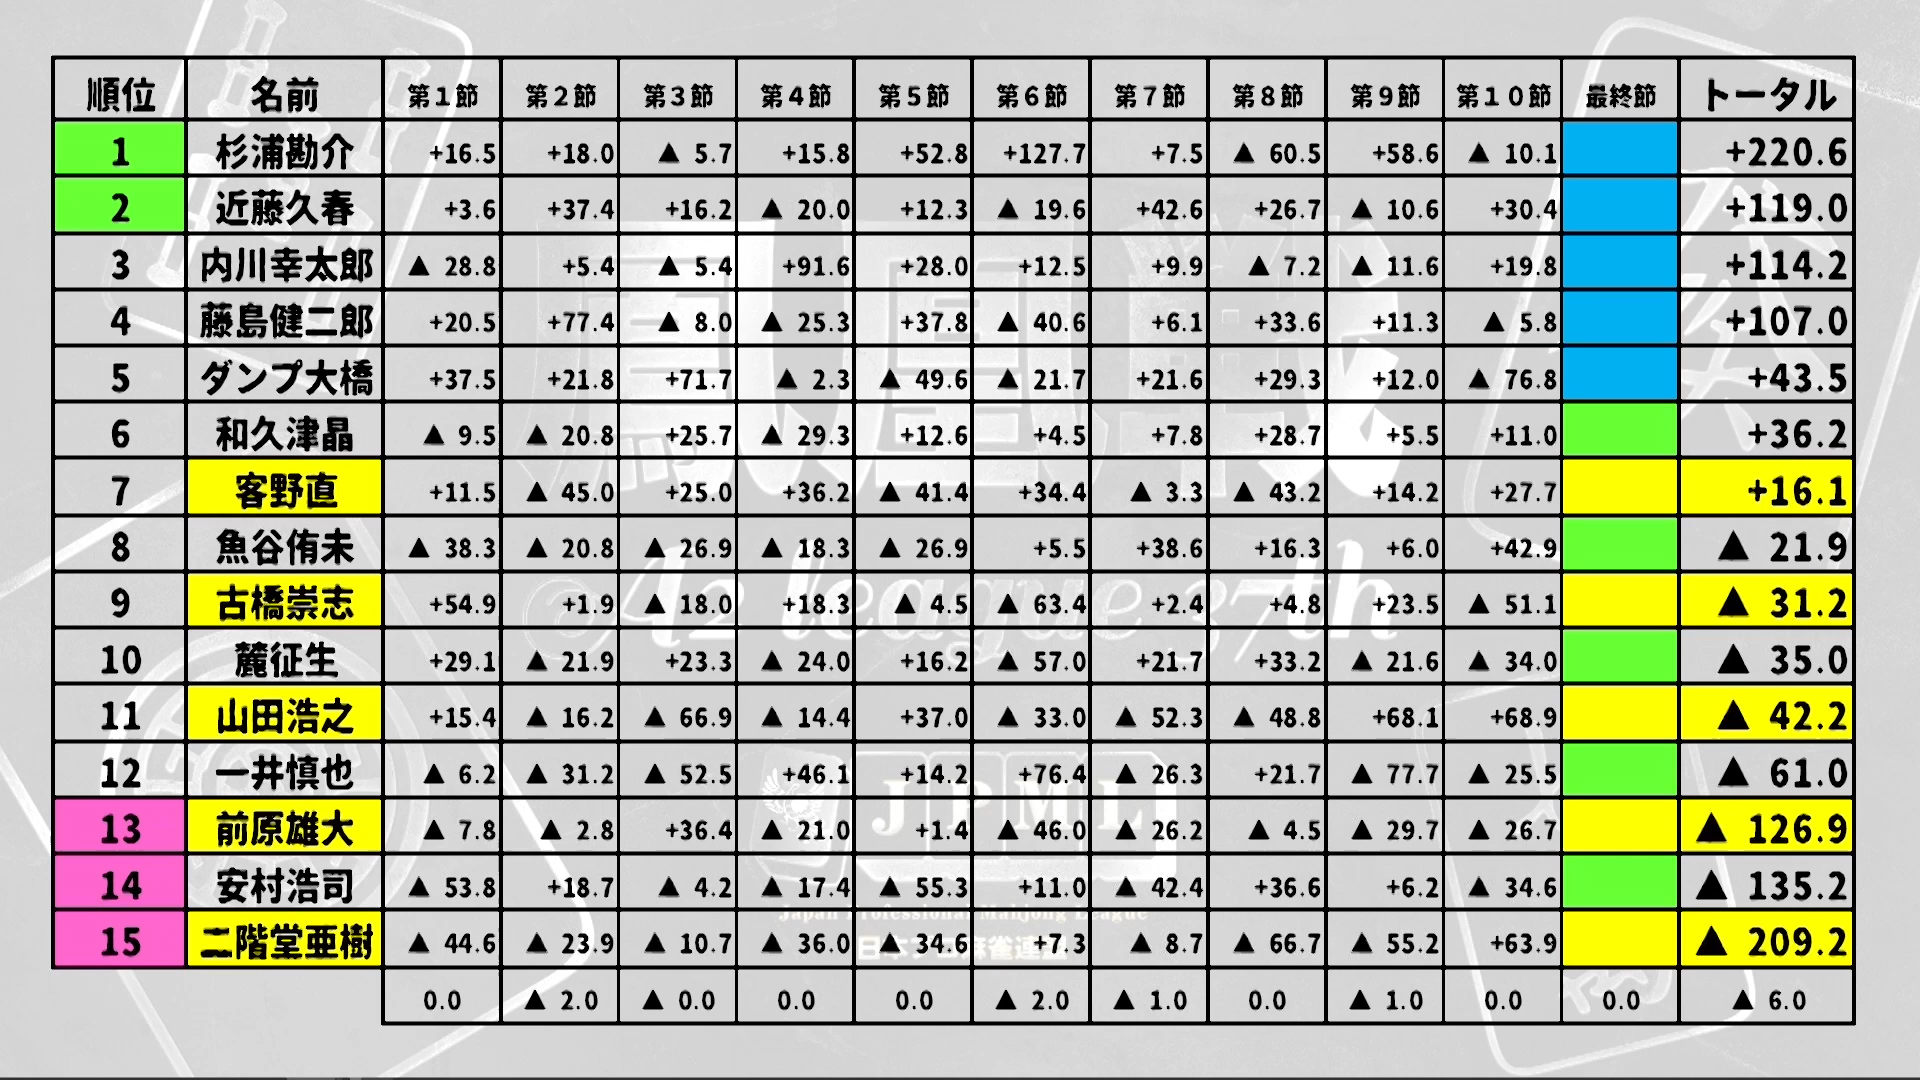 順位 名前 第1節 第2節 第3節 第4節 第5節 第6節 第7節 第8節 第9節 第10節 最終節 トータル
1 杉浦勘介 +16.5 +18.0 ▲ 5.7 +15.8 +52.8 +127.7 +7.5 ▲ 60.5 +58.6 ▲ 10.1 +220.6
2 近藤久春 +3.6 +37.4 +16.2 ▲ 20.0 +12.3 ▲ 19.6 +42.6 +26.7 ▲ 10.6 +30.4 +119.0
3 内川幸太郎 ▲ 28.8 +5.4 ▲ 5.4 +91.6 +28.0 +12.5 +9.9 ▲ 7.2 ▲ 11.6 +19.8 +114.2
4 藤島健二郎 +20.5 +77.4 ▲ 8.0 ▲ 25.3 +37.8 ▲ 40.6 +6.1 +33.6 +11.3 ▲ 5.8 +107.0
5 ダンプ大橋 +37.5 +21.8 +71.7 ▲ 2.3 ▲ 49.6 ▲ 21.7 +21.6 +29.3 +12.0 ▲ 76.8 +43.5
6 和久津晶 ▲ 9.5 ▲ 20.8 +25.7 ▲ 29.3 +12.6 +4.5 +7.8 +28.7 +5.5 +11.0 +36.2
7 客野直 +11.5 ▲ 45.0 +25.0 +36.2 ▲ 41.4 +34.4 ▲ 3.3 ▲ 43.2 +14.2 +27.7 +16.1
8 魚谷侑未 ▲ 38.3 ▲ 20.8 ▲ 26.9 ▲ 18.3 ▲ 26.9 +5.5 +38.6 +16.3 +6.0 +42.9 ▲ 21.9
9 古橋崇志 +54.9 +1.9 ▲ 18.0 +18.3 ▲ 4.5 ▲ 63.4 +2.4 +4.8 +23.5 ▲ 51.1 ▲ 31.2
10 麓征生 +29.1 ▲ 21.9 +23.3 ▲ 24.0 +16.2 ▲ 57.0 +21.7 +33.2 ▲ 21.6 ▲ 34.0 ▲ 35.0
11 山田浩之 +15.4 ▲ 16.2 ▲ 66.9 ▲ 14.4 +37.0 ▲ 33.0 ▲ 52.3 ▲ 48.8 +68.1 +68.9 ▲ 42.2
12 一井慎也 ▲ 6.2 ▲ 31.2 ▲ 52.5 +46.1 +14.2 +76.4 ▲ 26.3 +21.7 ▲ 77.7 ▲ 25.5 ▲ 61.0
13 前原雄大 ▲ 7.8 ▲ 2.8 +36.4 ▲ 21.0 +1.4 ▲ 46.0 ▲ 26.2 ▲ 4.5 ▲ 29.7 ▲ 26.7 ▲ 126.9
14 安村浩司 ▲ 53.8 +18.7 ▲ 4.2 ▲ 17.4 ▲ 55.3 +11.0 ▲ 42.4 +36.6 +6.2 ▲ 34.6 ▲ 135.2
15 二階堂亜樹 ▲ 44.6 ▲ 23.9 ▲ 10.7 ▲ 36.0 ▲ 34.6 +7.3 ▲ 8.7 ▲ 66.7 ▲ 55.2 +63.9 ▲ 209.2
0.0 ▲ 2.0 ▲ 0.0 0.0 0.0 ▲ 2.0 ▲ 1.0 0.0 ▲ 1.0 0.0 0.0 ▲ 6.0
鳳凰戦
A2 league 37th
JPML
Japan Professional Mahjong League
日本プロ麻雀連盟